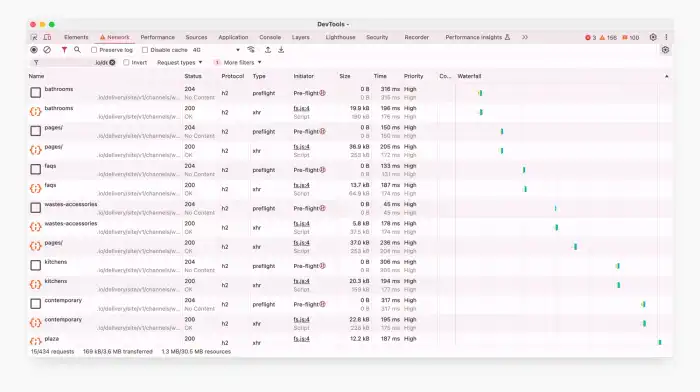 DevTools -
Elements Network Performance Sources Application Console Layers Lighthouse Security Recorder Performance insights 3 166 100
Preserve log Disable cache 4G
.io/de Invert Request types More filters 1
Name Status Protocol Type Initiator Size Time Priority Co... Waterfall
bathrooms 204 h2 preflight Pre-flight 0 B 316 ms High
.io/delivery/site/v1/channels/w... No Content 0 B 316 ms High
bathrooms 200 h2 xhr fs.js:4 19.9 kB 196 ms High
.io/delivery/site/v1/channels/w... OK Script 180 kB 176 ms High
pages/ 204 h2 preflight Pre-flight 0 B 150 ms High
.io/delivery/site/v1/channels/w... No Content 0 B 150 ms High
pages/ 200 h2 xhr fs.js:4 36.9 kB 205 ms High
.io/delivery/site/v1/channels/w... OK Script 253 kB 172 ms High
faqs 204 h2 preflight Pre-flight 0 B 133 ms High
.io/delivery/site/v1/channels/w... No Content 0 B 131 ms High
faqs 200 h2 xhr fs.js:4 13.7 kB 187 ms High
.io/delivery/site/v1/channels/w... OK Script 64.9 kB 174 ms High
wastes-accessories 204 h2 preflight Pre-flight 0 B 45 ms High
.io/delivery/site/v1/channels/w... No Content 0 B 44 ms High
wastes-accessories 200 h2 xhr fs.js:4 5.8 kB 176 ms High
.io/delivery/site/v1/channels/w... OK Script 37.5 kB 174 ms High
pages/ 200 h2 xhr fs.js:4 37.0 kB 236 ms High
.io/delivery/site/v1/channels/w... OK Script 253 kB 204 ms High
kitchens 204 h2 preflight Pre-flight 0 B 306 ms High
.io/delivery/site/v1/channels/w... No Content 0 B 306 ms High
kitchens 200 h2 xhr fs.js:4 20.3 kB 194 ms High
.io/delivery/site/v1/channels/w... OK Script 159 kB 177 ms High
contemporary 204 h2 preflight Pre-flight 0 B 317 ms High
.io/delivery/site/v1/channels/w... No Content 0 B 317 ms High
contemporary 200 h2 xhr fs.js:4 22.8 kB 195 ms High
.io/delivery/site/v1/channels/w... OK Script 228 kB 175 ms High
plaza 200 h2 xhr fs.js:4 12.2 kB 187 ms High
15/434 requests 169 kB/3.6 MB transferred 1.3 MB/30.5 MB resources